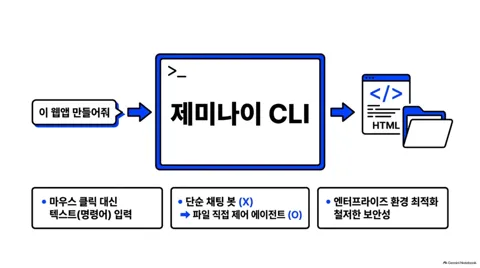 >_
이 웹앱 만들어줘
제미나이 CLI
</>
HTML
• 마우스 클릭 대신
텍스트(명령어) 입력
• 단순 채팅 봇 (X)
➡ 파일 직접 제어 에이전트 (O)
• 엔터프라이즈 환경 최적화
철저한 보안성